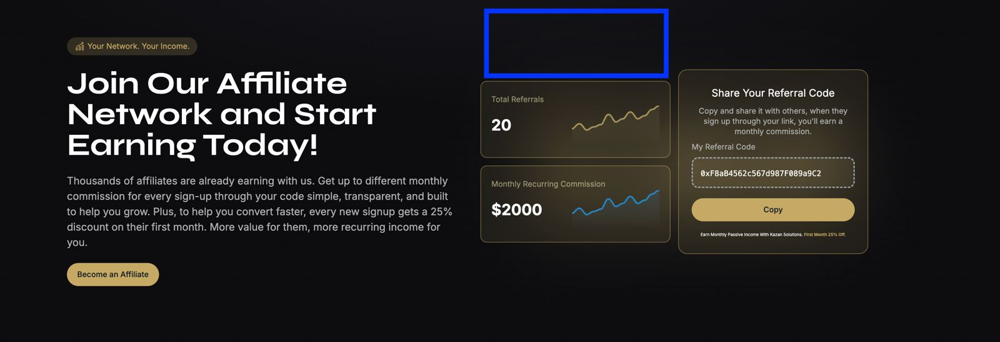 Your Network. Your Income.
Join Our Affiliate
Network and Start
Earning Today!
Thousands of affiliates are already earning with us. Get up to different monthly
commission for every sign-up through your code simple, transparent, and built
to help you grow. Plus, to help you convert faster, every new signup gets a 25%
discount on their first month. More value for them, more recurring income for
you.
Become an Affiliate
Total Referrals
20
Monthly Recurring Commission
$2000
Share Your Referral Code
Copy and share it with others, when they
sign up through your link, you'll earn a
monthly commission.
My Referral Code
0xF8aB4562c567d987F089a9C2
Copy
Earn Monthly Passive Income With Kazan Solutions. First Month 25% Off.